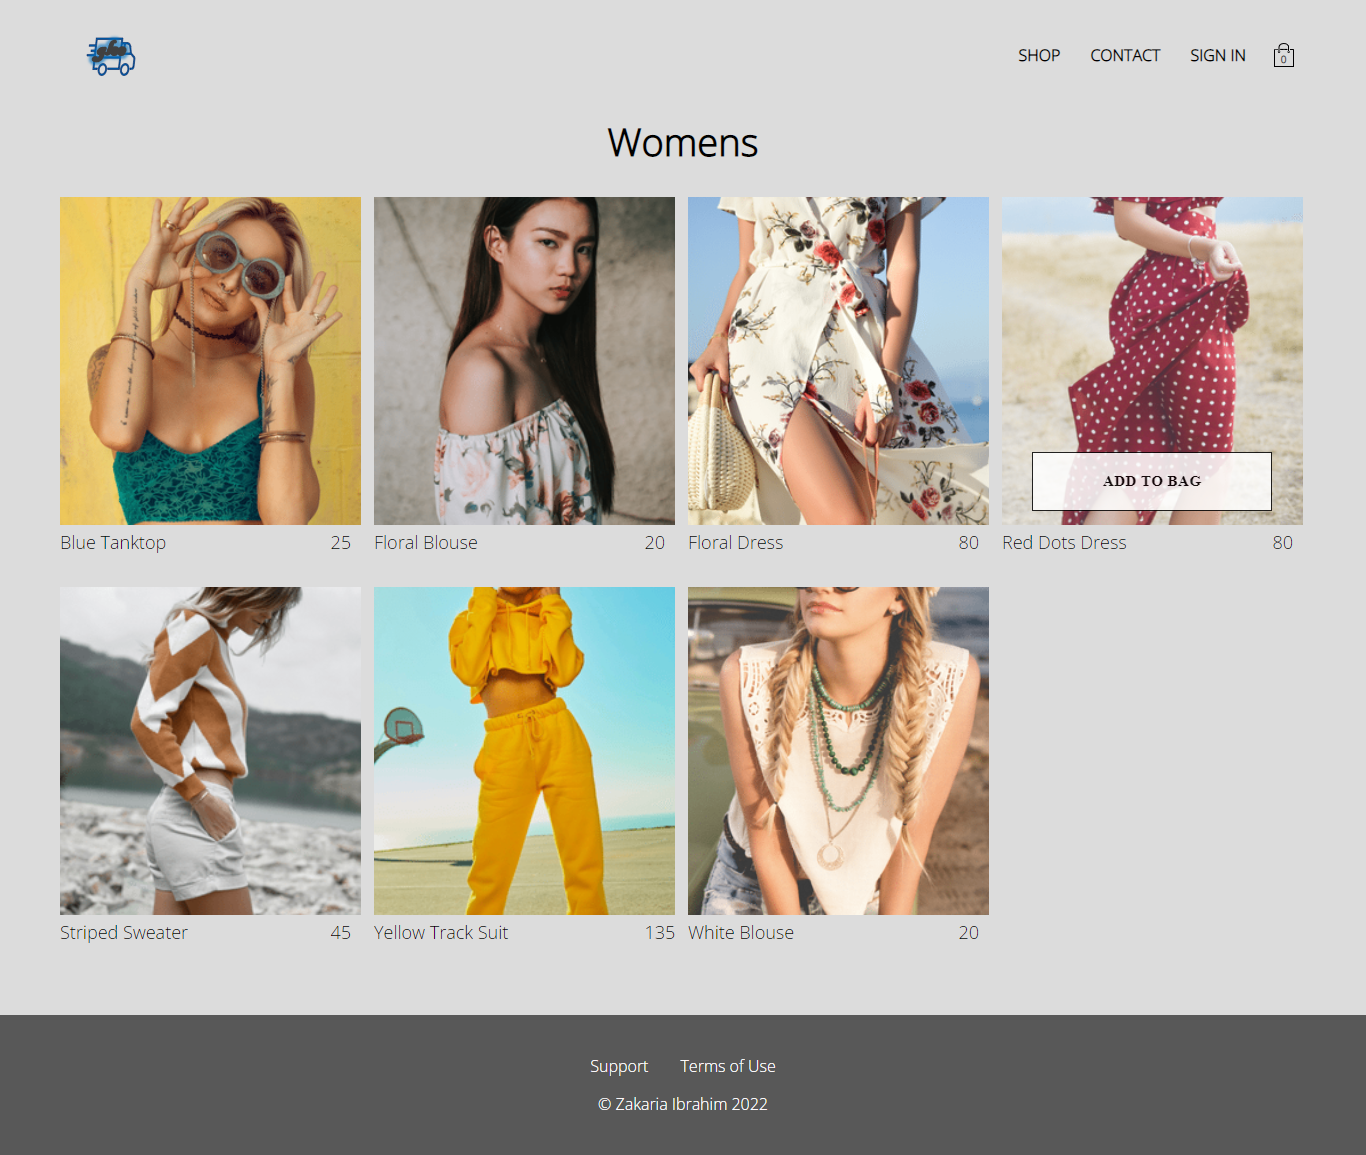 SHOP CONTACT SIGN IN 0
Womens
ADD TO BAG
Blue Tanktop 25 Floral Blouse 20 Floral Dress 80 Red Dots Dress 80
Striped Sweater 45 Yellow Track Suit 135 White Blouse 20
Support Terms of Use
© Zakaria Ibrahim 2022